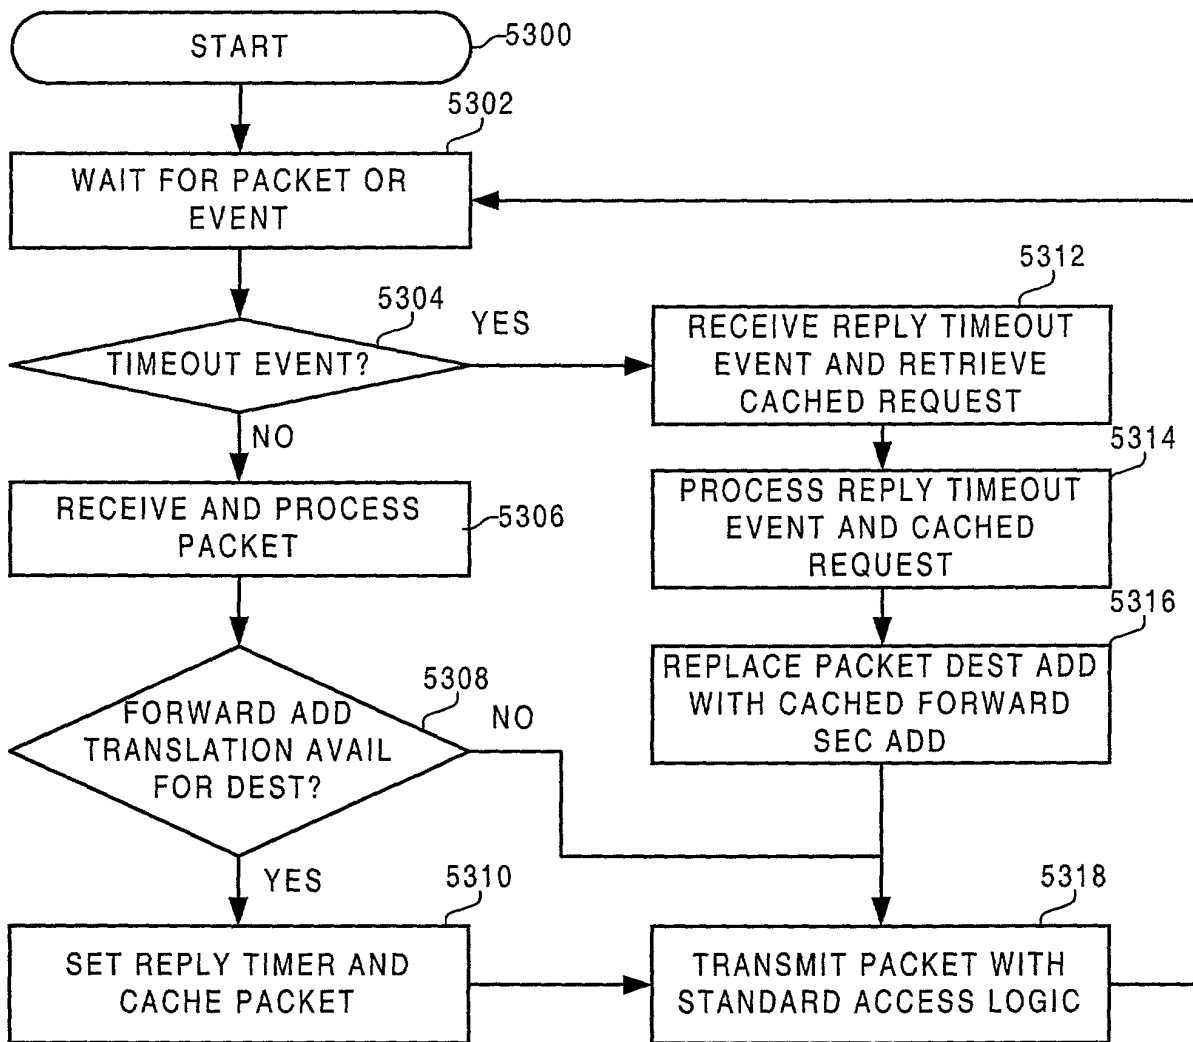 START
5300
5302
WAIT FOR PACKET OR
EVENT
5304
TIMEOUT EVENT?
YES
NO
5312
RECEIVE REPLY TIMEOUT
EVENT AND RETRIEVE
CACHED REQUEST
5306
RECEIVE AND PROCESS
PACKET
5314
PROCESS REPLY TIMEOUT
EVENT AND CACHED
REQUEST
5308
FORWARD ADD
TRANSLATION AVAIL
FOR DEST?
NO
YES
5316
REPLACE PACKET DEST ADD
WITH CACHED FORWARD
SEC ADD
5310
SET REPLY TIMER AND
CACHE PACKET
5318
TRANSMIT PACKET WITH
STANDARD ACCESS LOGIC